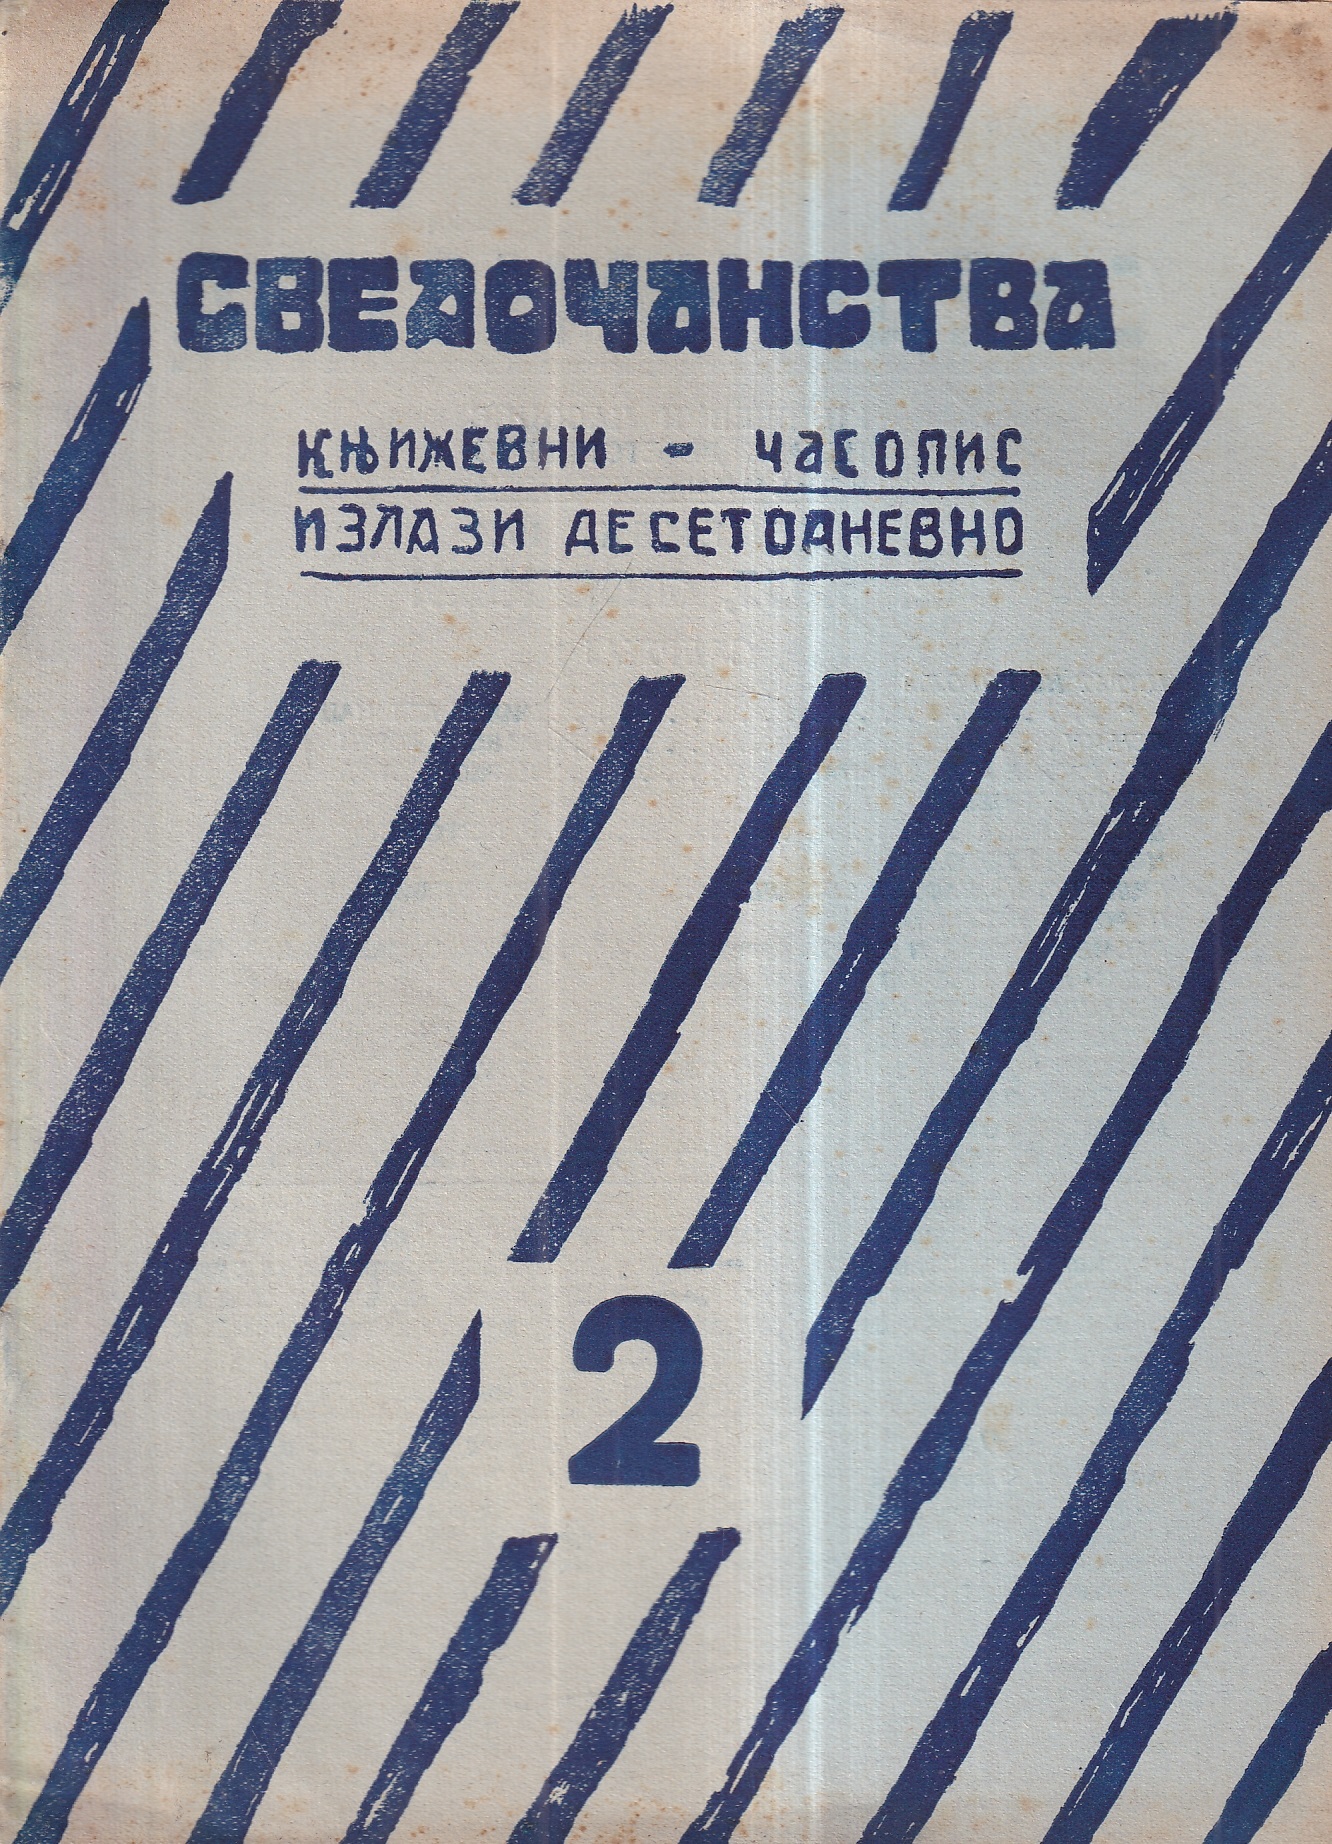 СВЕДОЧАНСТВА
КЊИЖЕВНИ - ЧАСОПИС
ИЗЛАЗИ ДЕСЕТОДНЕВНО
2